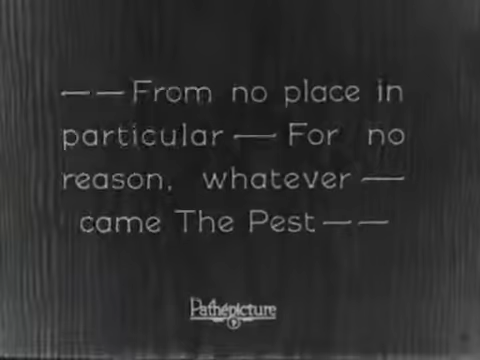 — — From no place in
particular — For no
reason, whatever —
came The Pest — —
Pathépicture
P